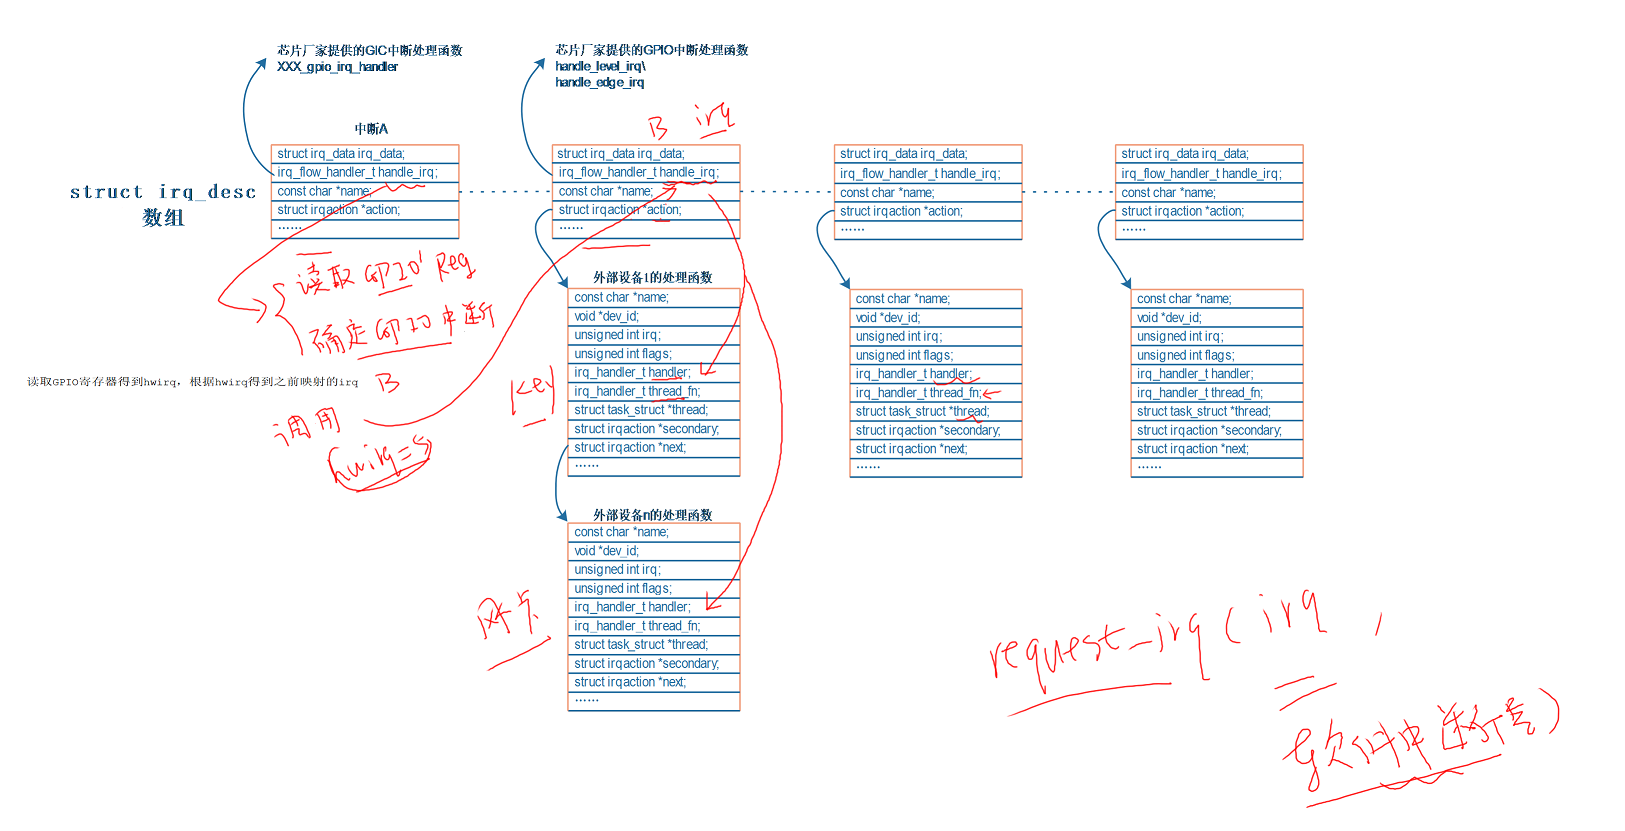 芯片厂家提供的GIC中断处理函数
XXX_gpio_irq_handler
芯片厂家提供的GPIO中断处理函数
handle_level_irq\
handle_edge_irq
中断A
B irq
struct irq_desc
数组
struct irq_data irq_data;
irq_flow_handler_t handle_irq;
const char *name;
struct irqaction *action;
……
struct irq_data irq_data;
irq_flow_handler_t handle_irq;
const char *name;
struct irqaction *action;
……
struct irq_data irq_data;
irq_flow_handler_t handle_irq;
const char *name;
struct irqaction *action;
……
struct irq_data irq_data;
irq_flow_handler_t handle_irq;
const char *name;
struct irqaction *action;
……
读取GPIO' Reg
确定GPIO中断
B
读取GPIO寄存器得到hwirq，根据hwirq得到之前映射的irq
调用
hwirq=5
外部设备1的处理函数
const char *name;
void *dev_id;
unsigned int irq;
unsigned int flags;
irq_handler_t handler;
irq_handler_t thread_fn;
struct task_struct *thread;
struct irqaction *secondary;
struct irqaction *next;
……
key
外部设备n的处理函数
const char *name;
void *dev_id;
unsigned int irq;
unsigned int flags;
irq_handler_t handler;
irq_handler_t thread_fn;
struct task_struct *thread;
struct irqaction *secondary;
struct irqaction *next;
……
网卡
const char *name;
void *dev_id;
unsigned int irq;
unsigned int flags;
irq_handler_t handler;
irq_handler_t thread_fn;
struct task_struct *thread;
struct irqaction *secondary;
struct irqaction *next;
……
const char *name;
void *dev_id;
unsigned int irq;
unsigned int flags;
irq_handler_t handler;
irq_handler_t thread_fn;
struct task_struct *thread;
struct irqaction *secondary;
struct irqaction *next;
……
request_irq(irq ,
软件中断号)